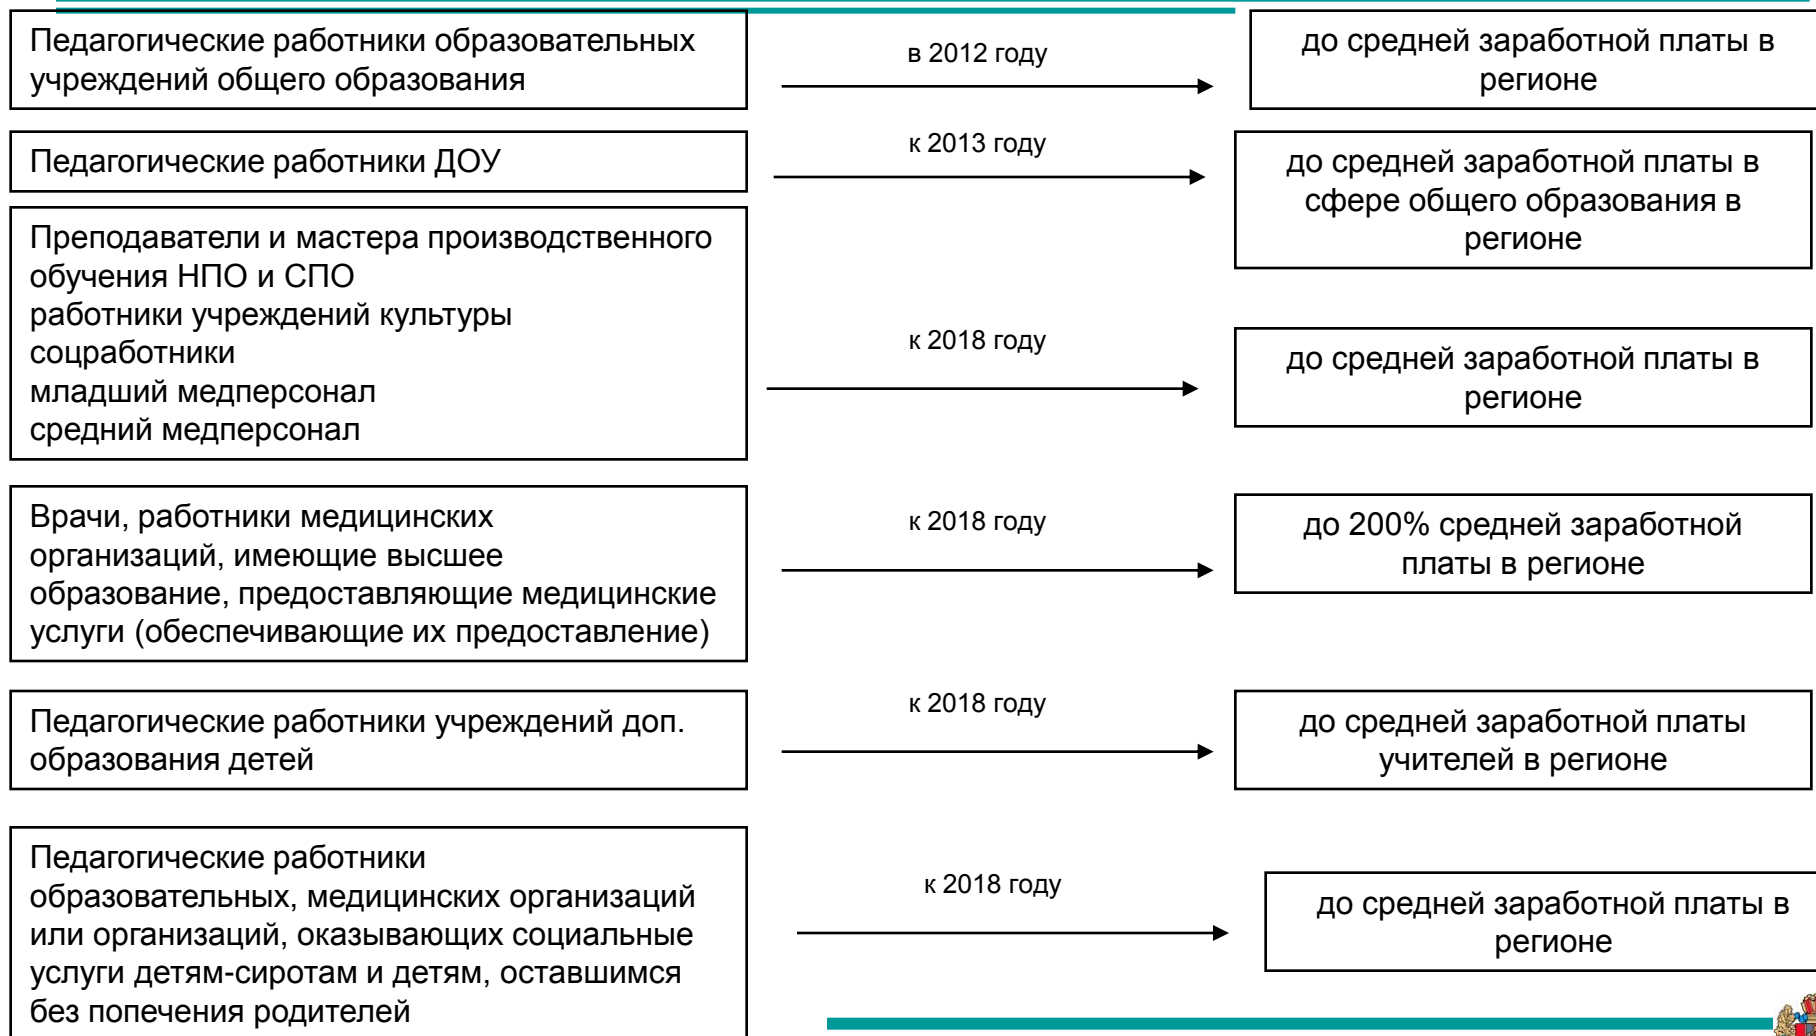 Педагогические работники образовательных
учреждений общего образования
в 2012 году
до средней заработной платы в
регионе
Педагогические работники ДОУ
к 2013 году
до средней заработной платы в
сфере общего образования в
регионе
Преподаватели и мастера производственного
обучения НПО и СПО
работники учреждений культуры
соцработники
младший медперсонал
средний медперсонал
к 2018 году
до средней заработной платы в
регионе
Врачи, работники медицинских
организаций, имеющие высшее
образование, предоставляющие медицинские
услуги (обеспечивающие их предоставление)
к 2018 году
до 200% средней заработной
платы в регионе
Педагогические работники учреждений доп.
образования детей
к 2018 году
до средней заработной платы
учителей в регионе
Педагогические работники
образовательных, медицинских организаций
или организаций, оказывающих социальные
услуги детям-сиротам и детям, оставшимся
без попечения родителей
к 2018 году
до средней заработной платы в
регионе